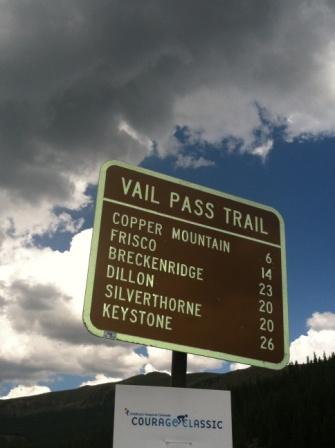 VAIL PASS TRAIL
COPPER MOUNTAIN 6
FRISCO 14
BRECKENRIDGE 23
DILLON 20
SILVERTHORNE 20
KEYSTONE 26
COURAGE CLASSIC